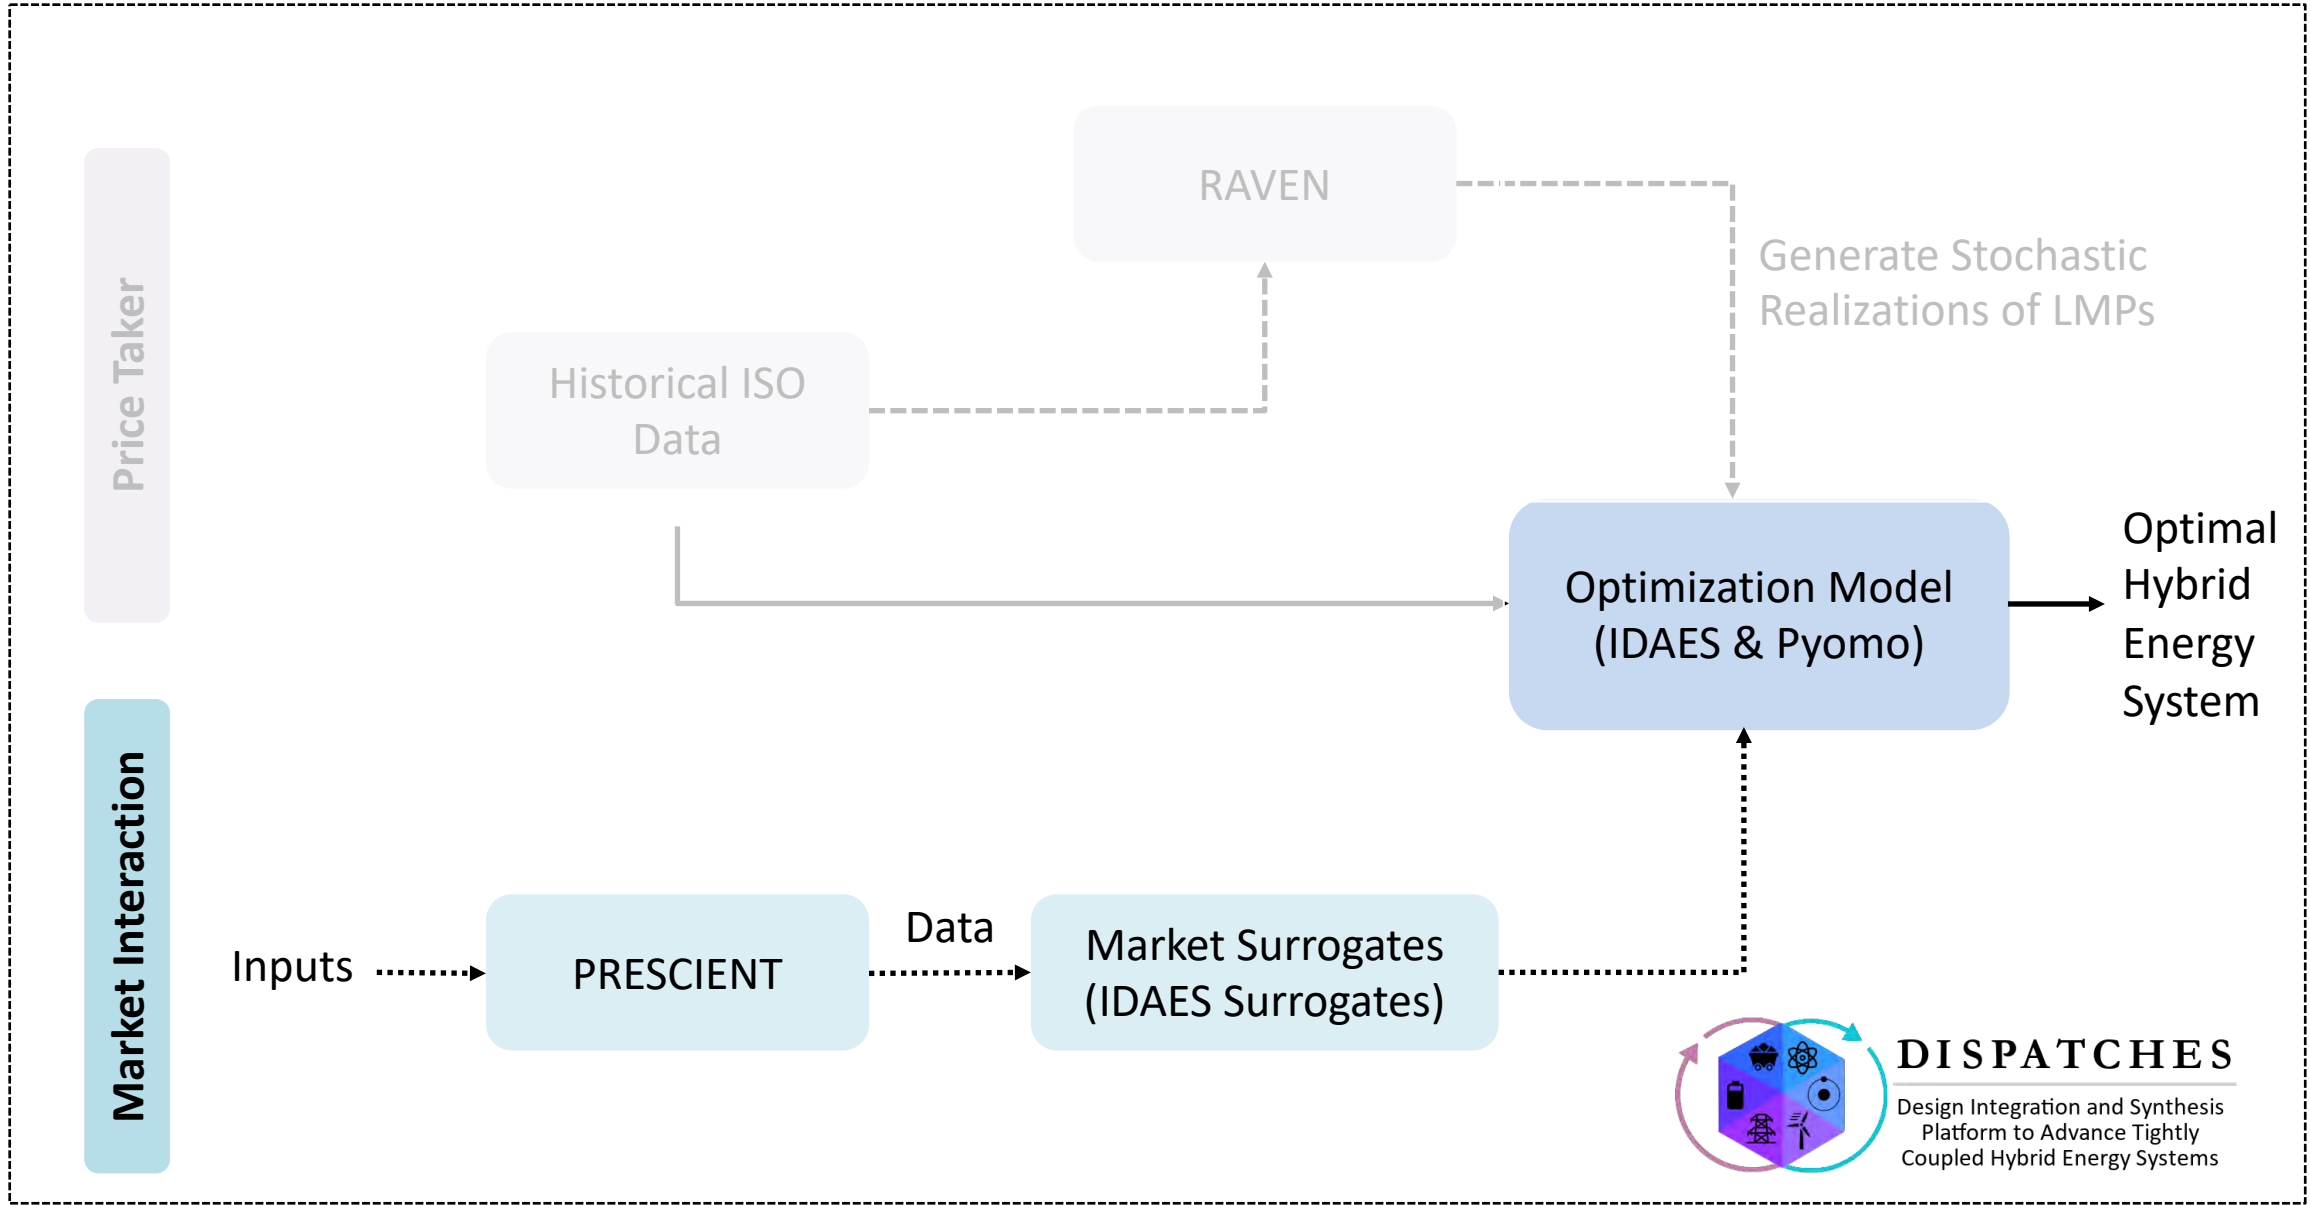 Price Taker
RAVEN
Generate Stochastic
Realizations of LMPs
Historical ISO
Data
Optimization Model
(IDAES & Pyomo)
Optimal
Hybrid
Energy
System
Market Interaction
Inputs
PRESCIENT
Data
Market Surrogates
(IDAES Surrogates)
DISPATCHES
Design Integration and Synthesis
Platform to Advance Tightly
Coupled Hybrid Energy Systems